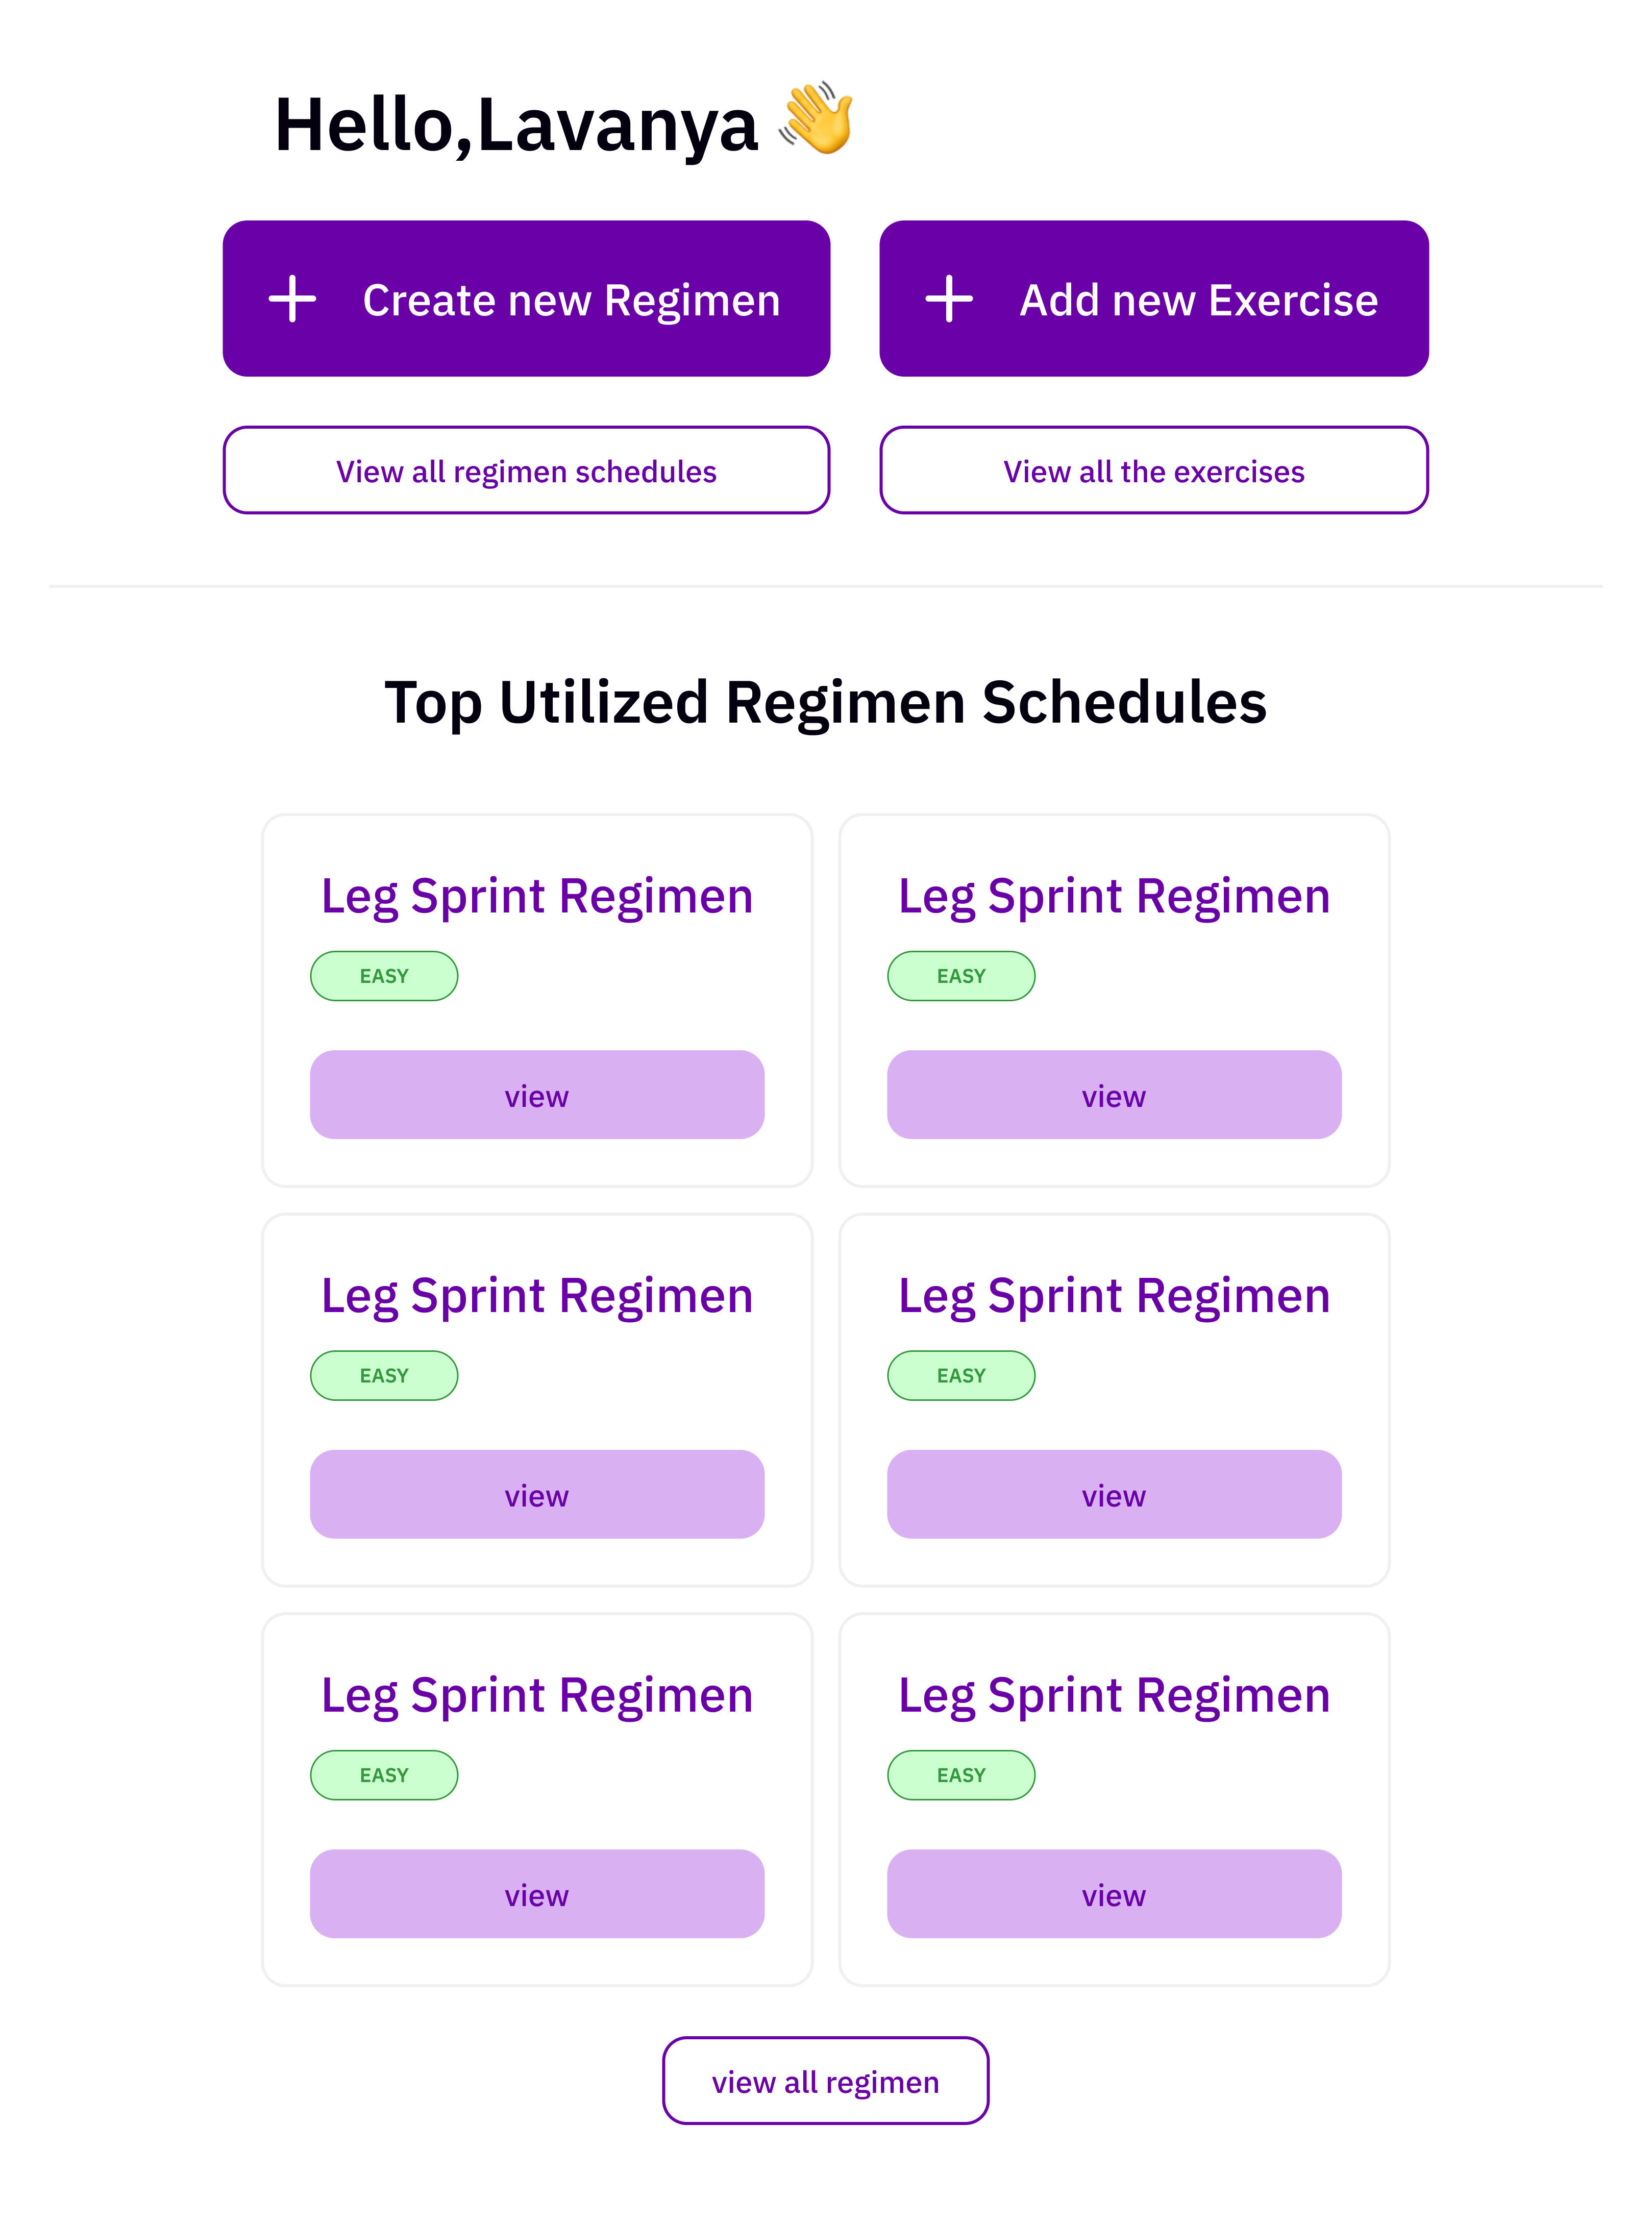 Hello,Lavanya 👋
Create new Regimen
Add new Exercise
View all regimen schedules
View all the exercises
Top Utilized Regimen Schedules
Leg Sprint Regimen
EASY
view
Leg Sprint Regimen
EASY
view
Leg Sprint Regimen
EASY
view
Leg Sprint Regimen
EASY
view
Leg Sprint Regimen
EASY
view
Leg Sprint Regimen
EASY
view
view all regimen